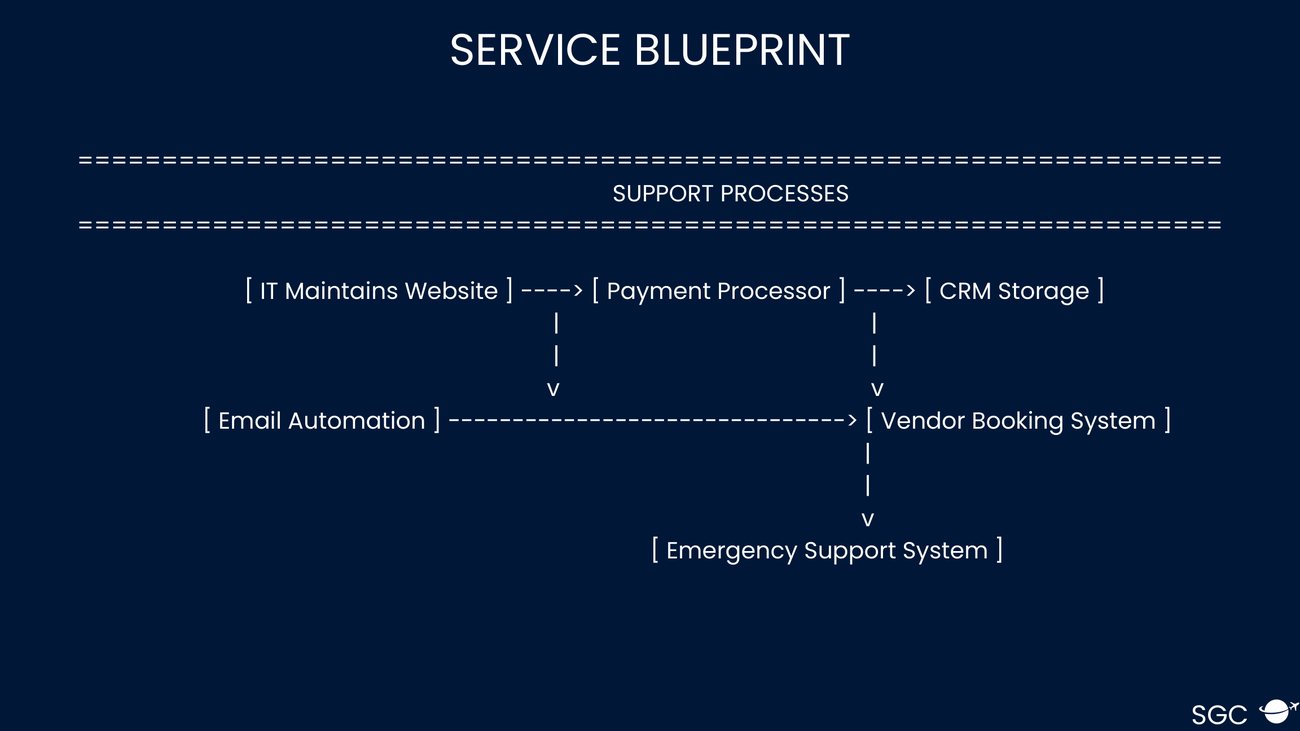 SERVICE BLUEPRINT
====================================================================
SUPPORT PROCESSES
====================================================================
[ IT Maintains Website ] ----> [ Payment Processor ] ----> [ CRM Storage ]
| |
| |
v v
[ Email Automation ] -------------------------------> [ Vendor Booking System ]
|
|
v
[ Emergency Support System ]
SGC